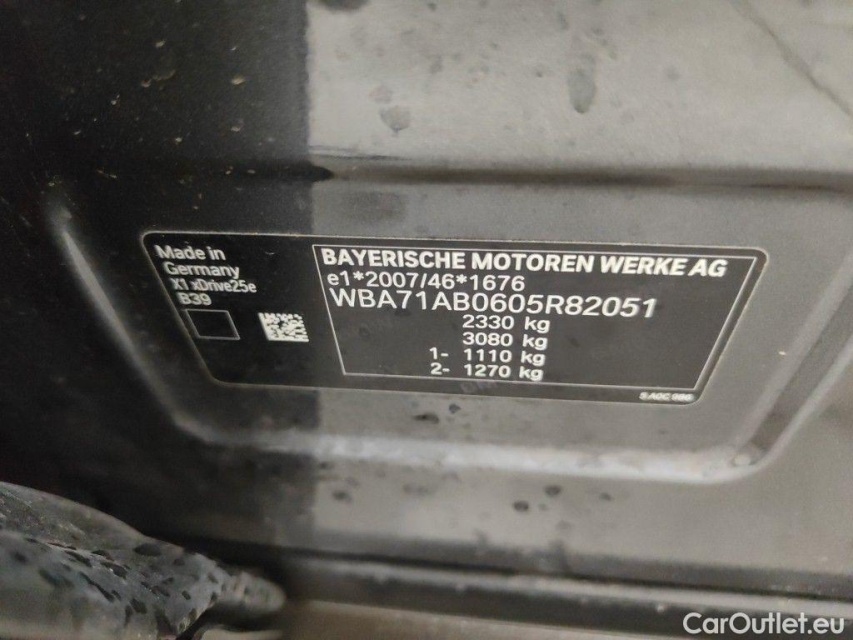 Made in
Germany
X1 xDrive25e
B39
BAYERISCHE MOTOREN WERKE AG
e1*2007/46*1676
WBA71AB0605R82051
2330 kg
3080 kg
1- 1110 kg
2- 1270 kg
CarOutlet.eu